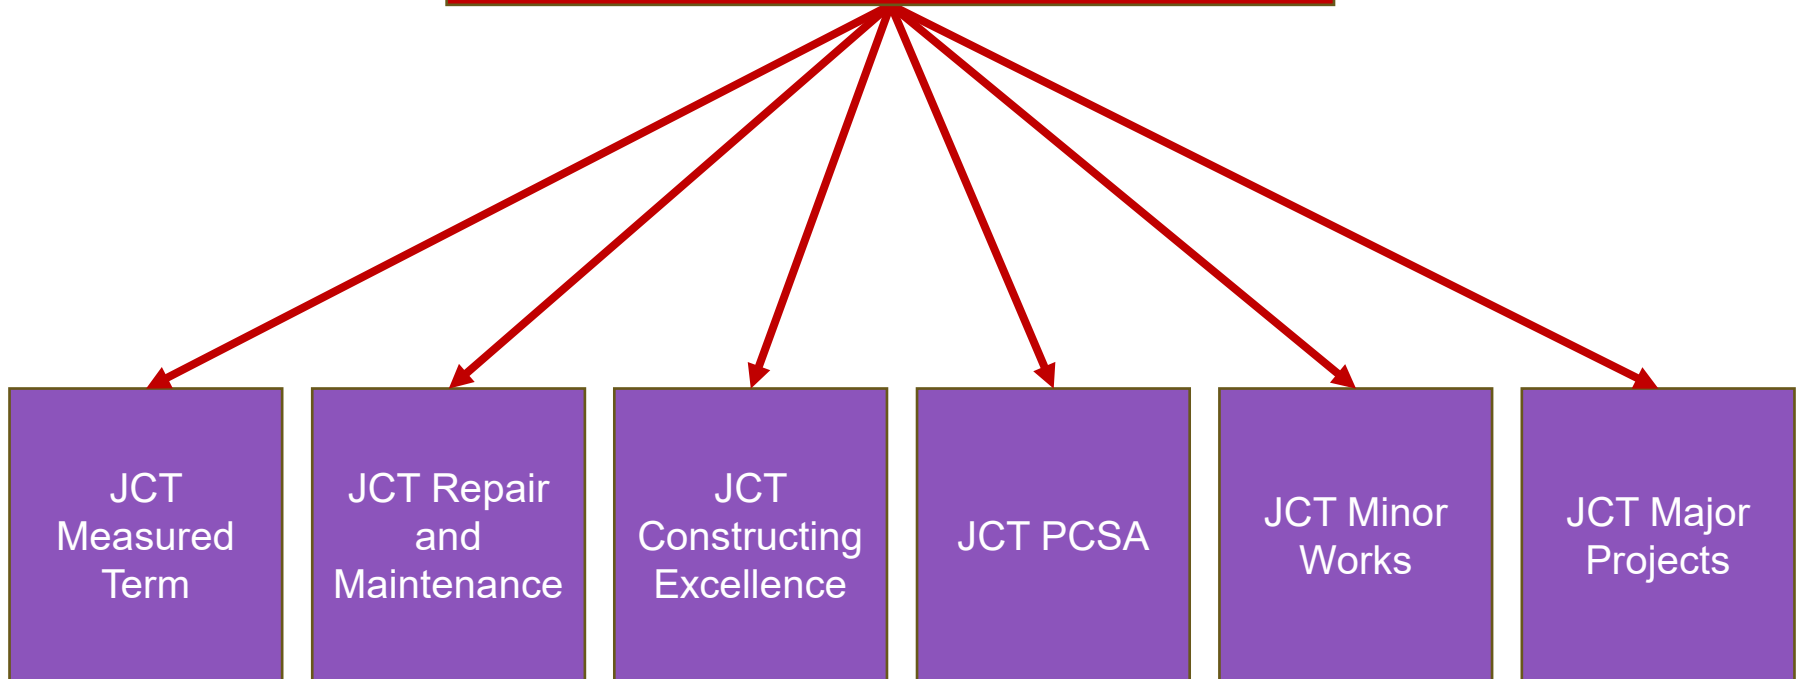 JCT
Measured
Term
JCT Repair
and
Maintenance
JCT
Constructing
Excellence
JCT PCSA
JCT Minor
Works
JCT Major
Projects